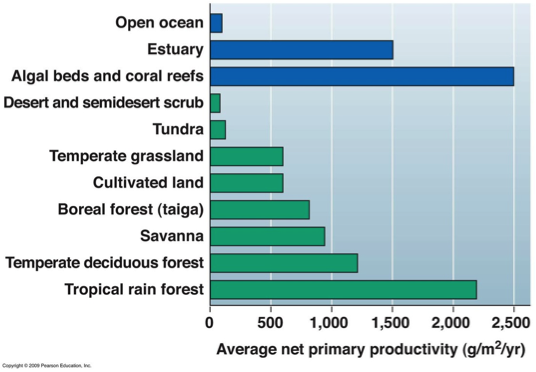 Open ocean
Estuary
Algal beds and coral reefs
Desert and semidesert scrub
Tundra
Temperate grassland
Cultivated land
Boreal forest (taiga)
Savanna
Temperate deciduous forest
Tropical rain forest
0 500 1,000 1,500 2,000 2,500
Average net primary productivity (g/m²/yr)
Copyright © 2009 Pearson Education, Inc.